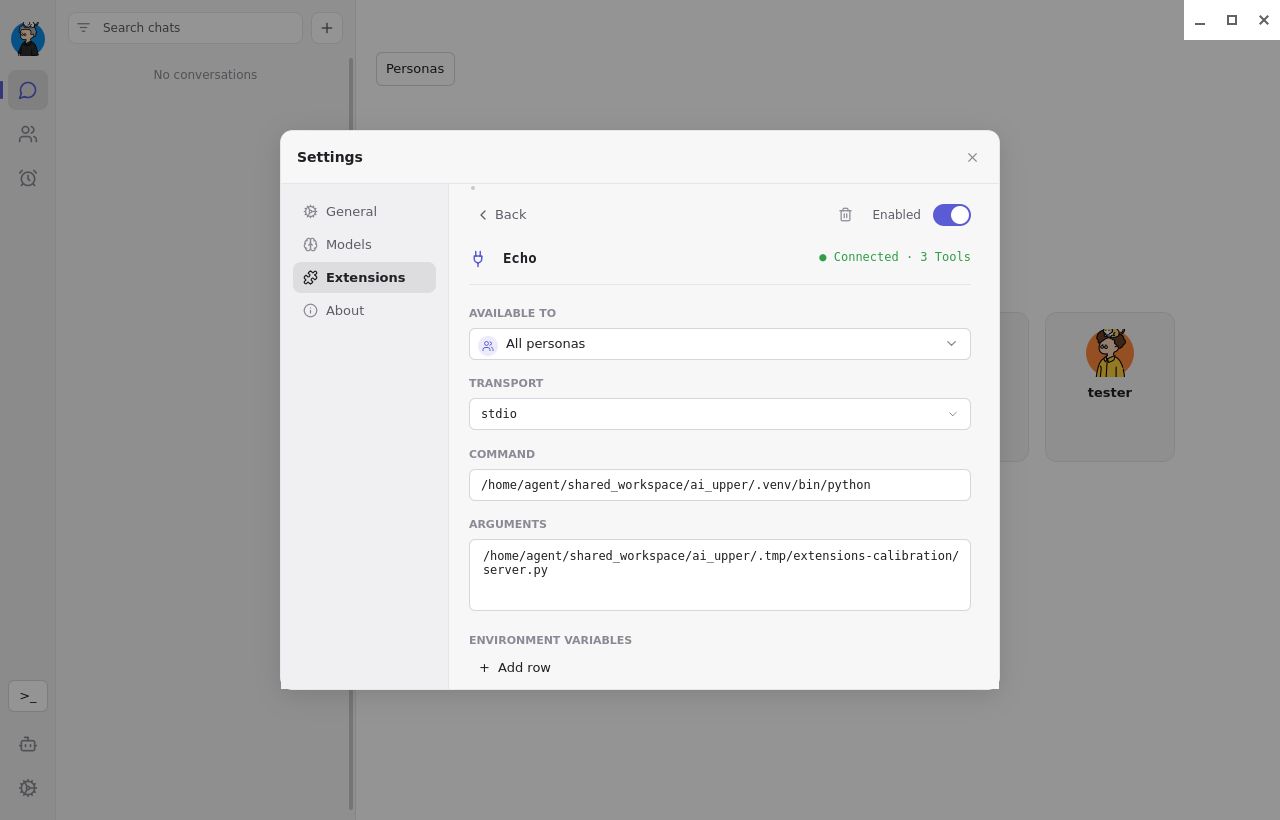 Search chats
No conversations
Personas
Settings
General
Models
Extensions
About
Back
Enabled
Echo
● Connected · 3 Tools
AVAILABLE TO
All personas
TRANSPORT
stdio
COMMAND
/home/agent/shared_workspace/ai_upper/.venv/bin/python
ARGUMENTS
/home/agent/shared_workspace/ai_upper/.tmp/extensions-calibration/
server.py
ENVIRONMENT VARIABLES
+ Add row
tester
>_